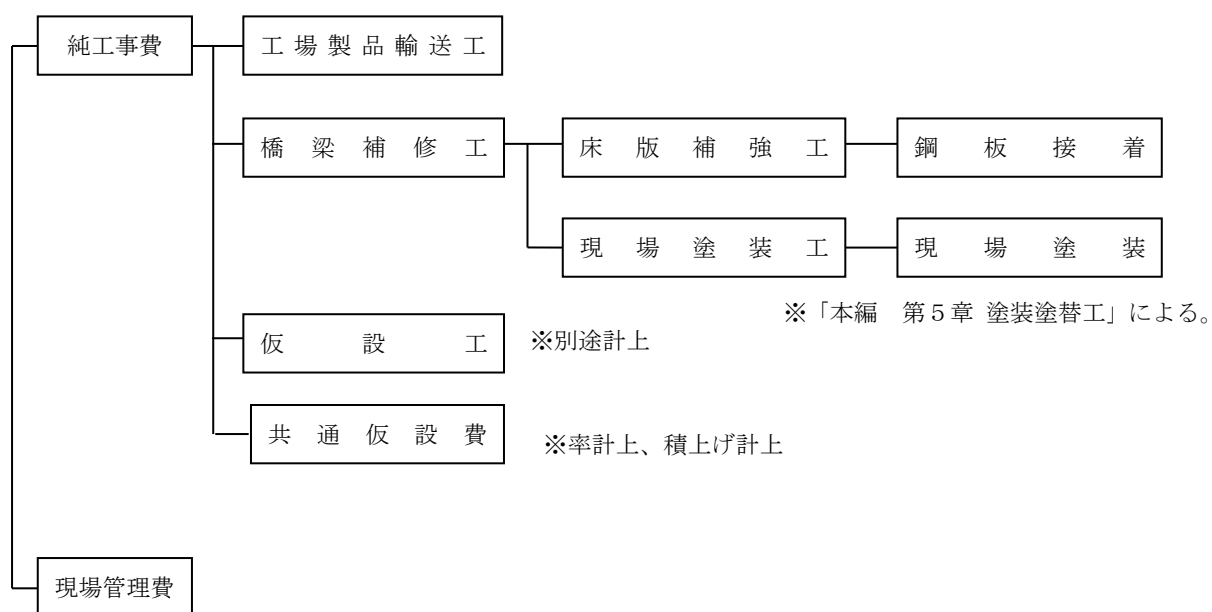 純工事費
工場製品輸送工
橋梁補修工
床版補強工
鋼板接着
現場塗装工
現場塗装
※「本編　第５章 塗装塗替工」による。
仮設工
※別途計上
共通仮設費
※率計上、積上げ計上
現場管理費